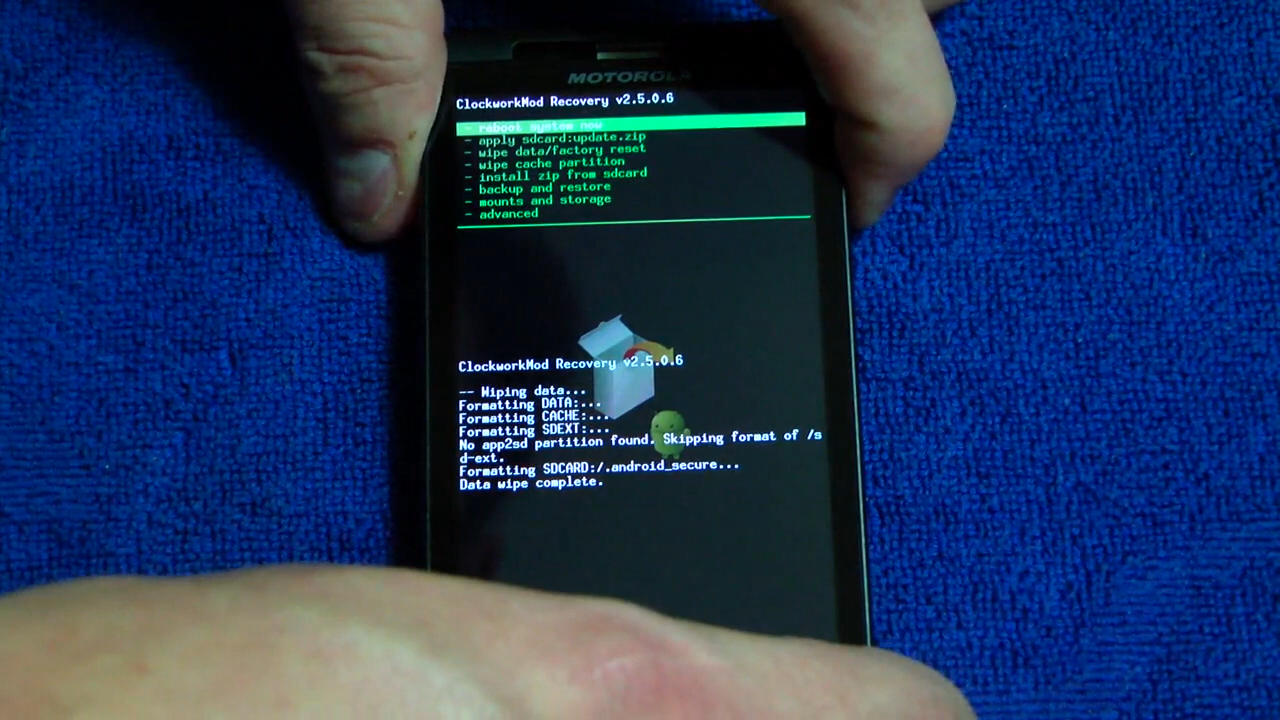 MOTOROLA
ClockworkMod Recovery v2.5.0.6
- reboot system now
- apply sdcard:update.zip
- wipe data/factory reset
- wipe cache partition
- install zip from sdcard
- backup and restore
- mounts and storage
- advanced
ClockworkMod Recovery v2.5.0.6
-- Wiping data...
Formatting DATA:...
Formatting CACHE:...
Formatting SDEXT:...
No app2sd partition found. Skipping format of /s
d-ext.
Formatting SDCARD:/.android_secure...
Data wipe complete.